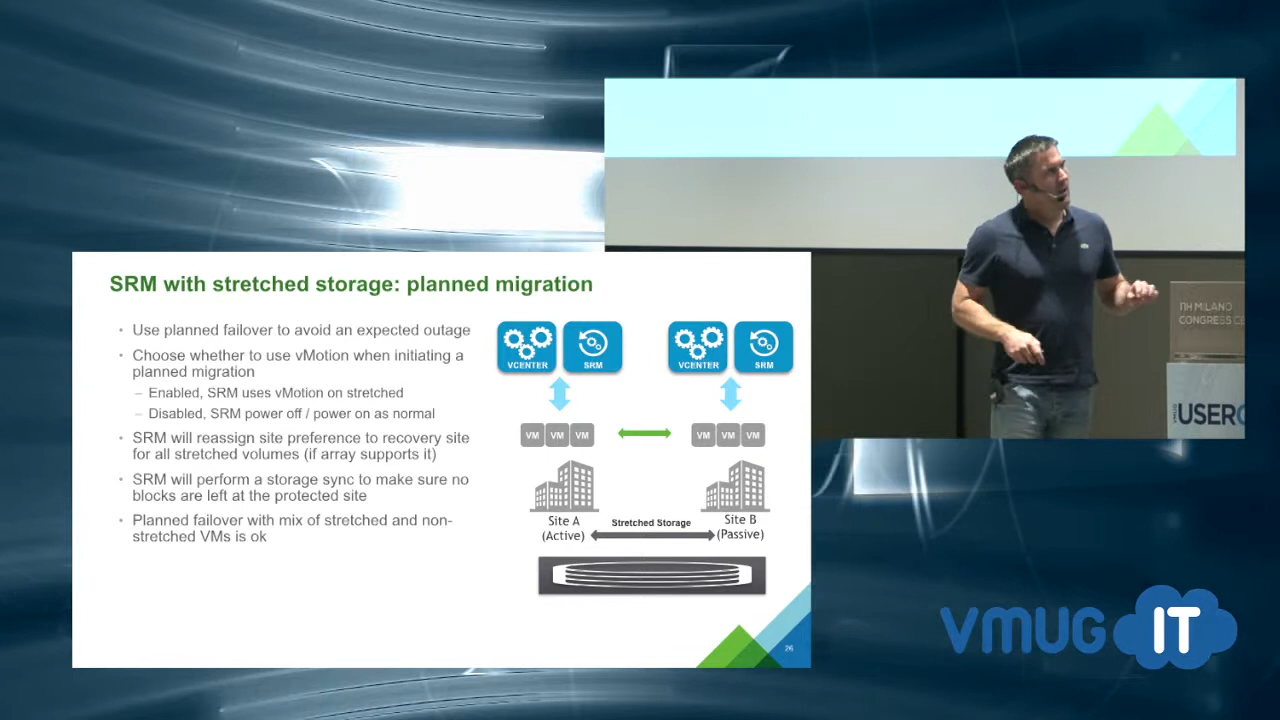 SRM with stretched storage: planned migration
• Use planned failover to avoid an expected outage
• Choose whether to use vMotion when initiating a
planned migration
– Enabled, SRM uses vMotion on stretched
– Disabled, SRM power off / power on as normal
• SRM will reassign site preference to recovery site
for all stretched volumes (if array supports it)
• SRM will perform a storage sync to make sure no
blocks are left at the protected site
• Planned failover with mix of stretched and non-
stretched VMs is ok
VCENTER SRM VCENTER SRM
VM VM VM VM VM VM
Site A
(Active)
Stretched Storage
Site B
(Passive)
26
MILANO
CONGRESS CE
VMUG
USER
VMUG IT